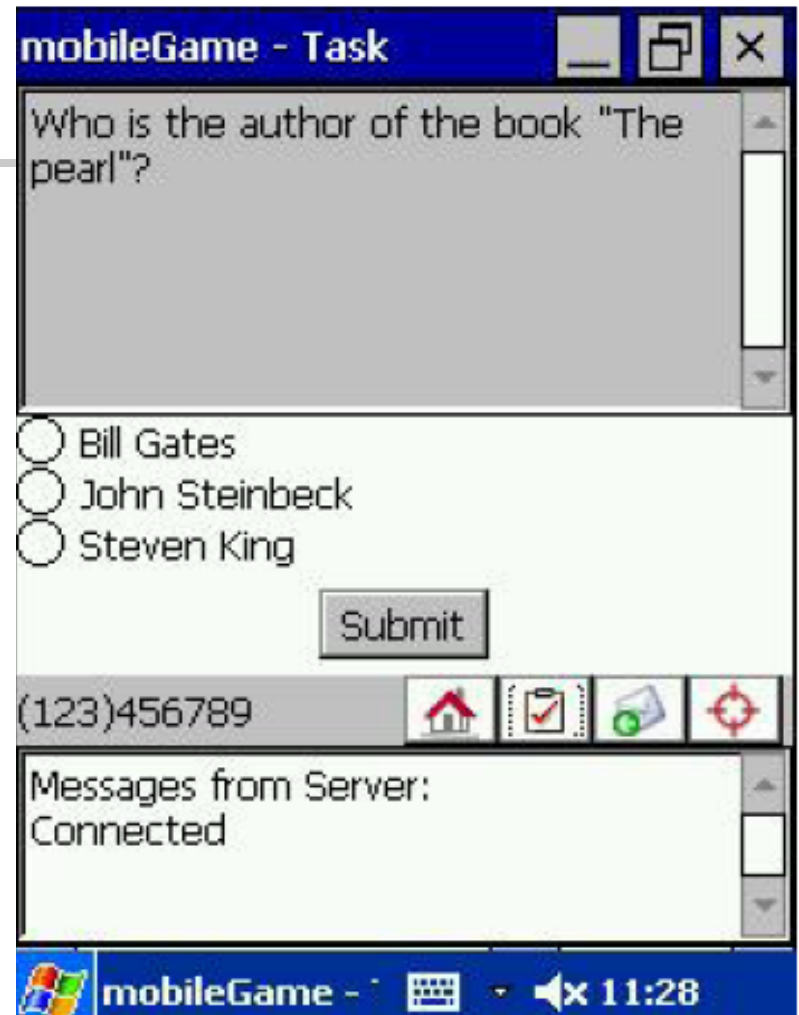 mobileGame - Task
Who is the author of the book "The
pearl"?
Bill Gates
John Steinbeck
Steven King
Submit
(123)456789
Messages from Server:
Connected
mobileGame -
11:28